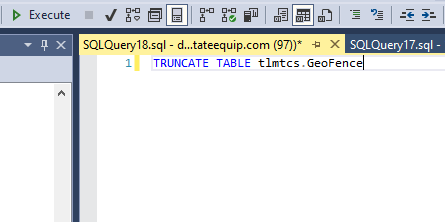 Execute
SQLQuery18.sql - d...tateequip.com (97))*
SQLQuery17.sql -
1
TRUNCATE TABLE tlmtcs.GeoFence